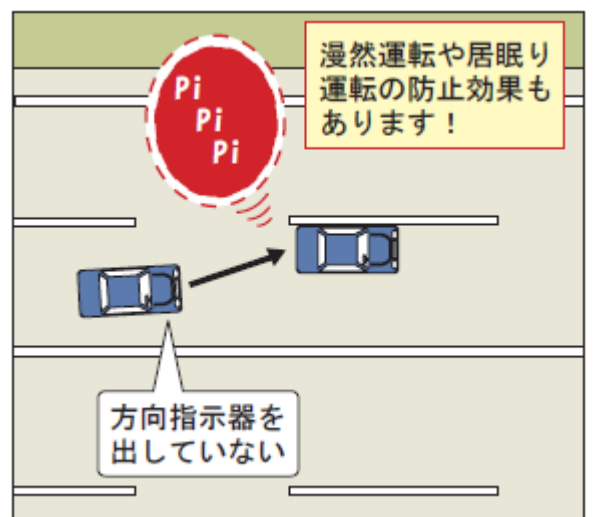 漫然運転や居眠り
運転の防止効果も
あります！
Pi
Pi
Pi
方向指示器を
出していない